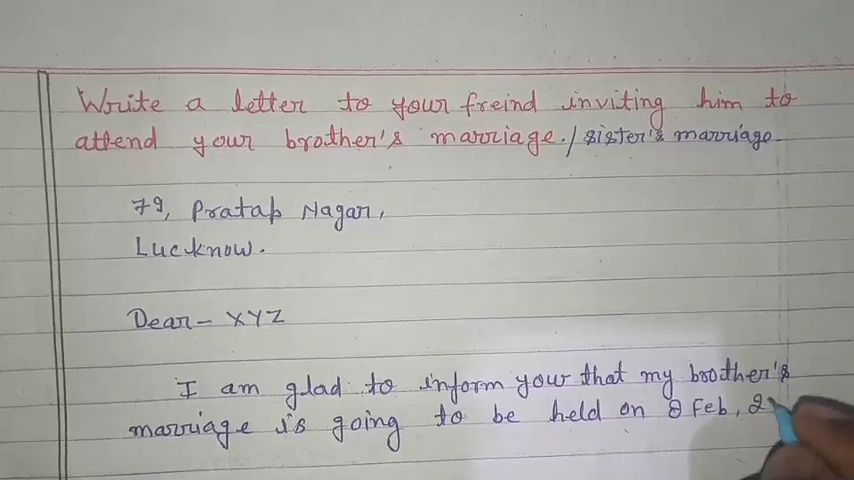 Write a letter to your freind inviting him to
attend your brother's marriage./sister's marriage
79, Pratap Nagar,
Lucknow.
Dear- XYZ
I am glad to inform your that my brother's
marriage is going to be held on 8 Feb, 2